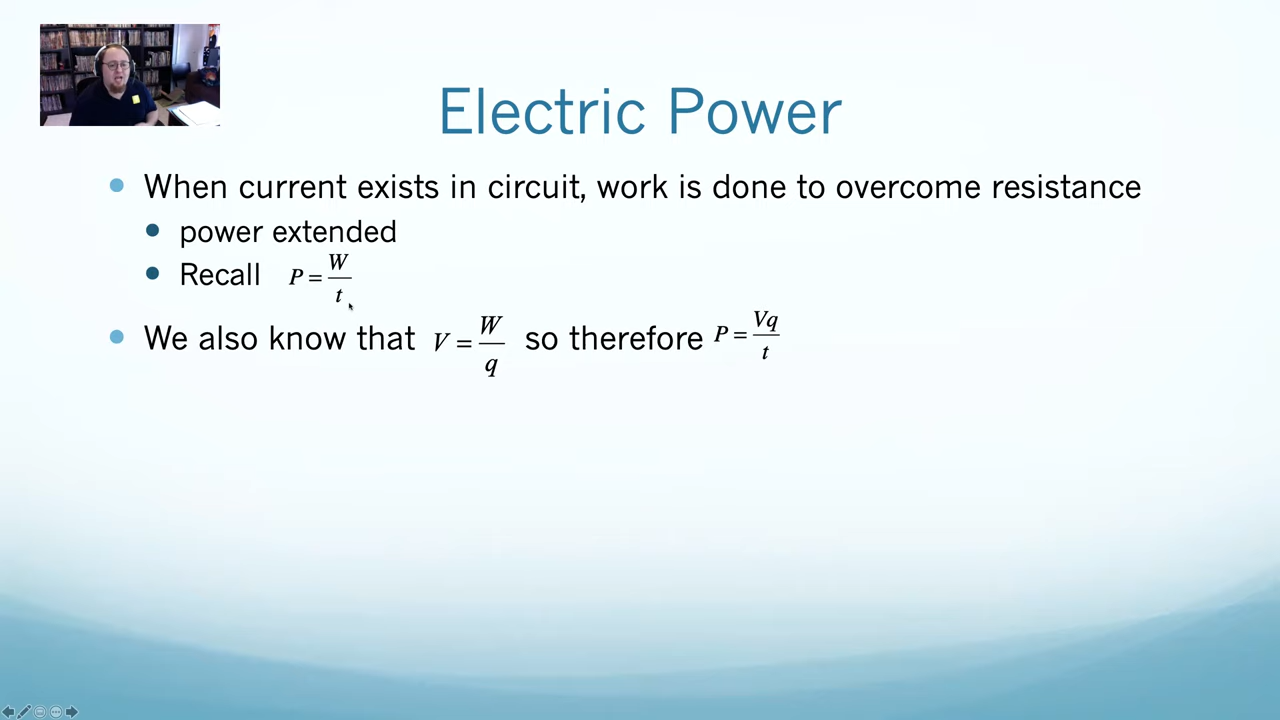 Electric Power
When current exists in circuit, work is done to overcome resistance
power extended
Recall P = W/t
We also know that V = W/q so therefore P = Vq/t